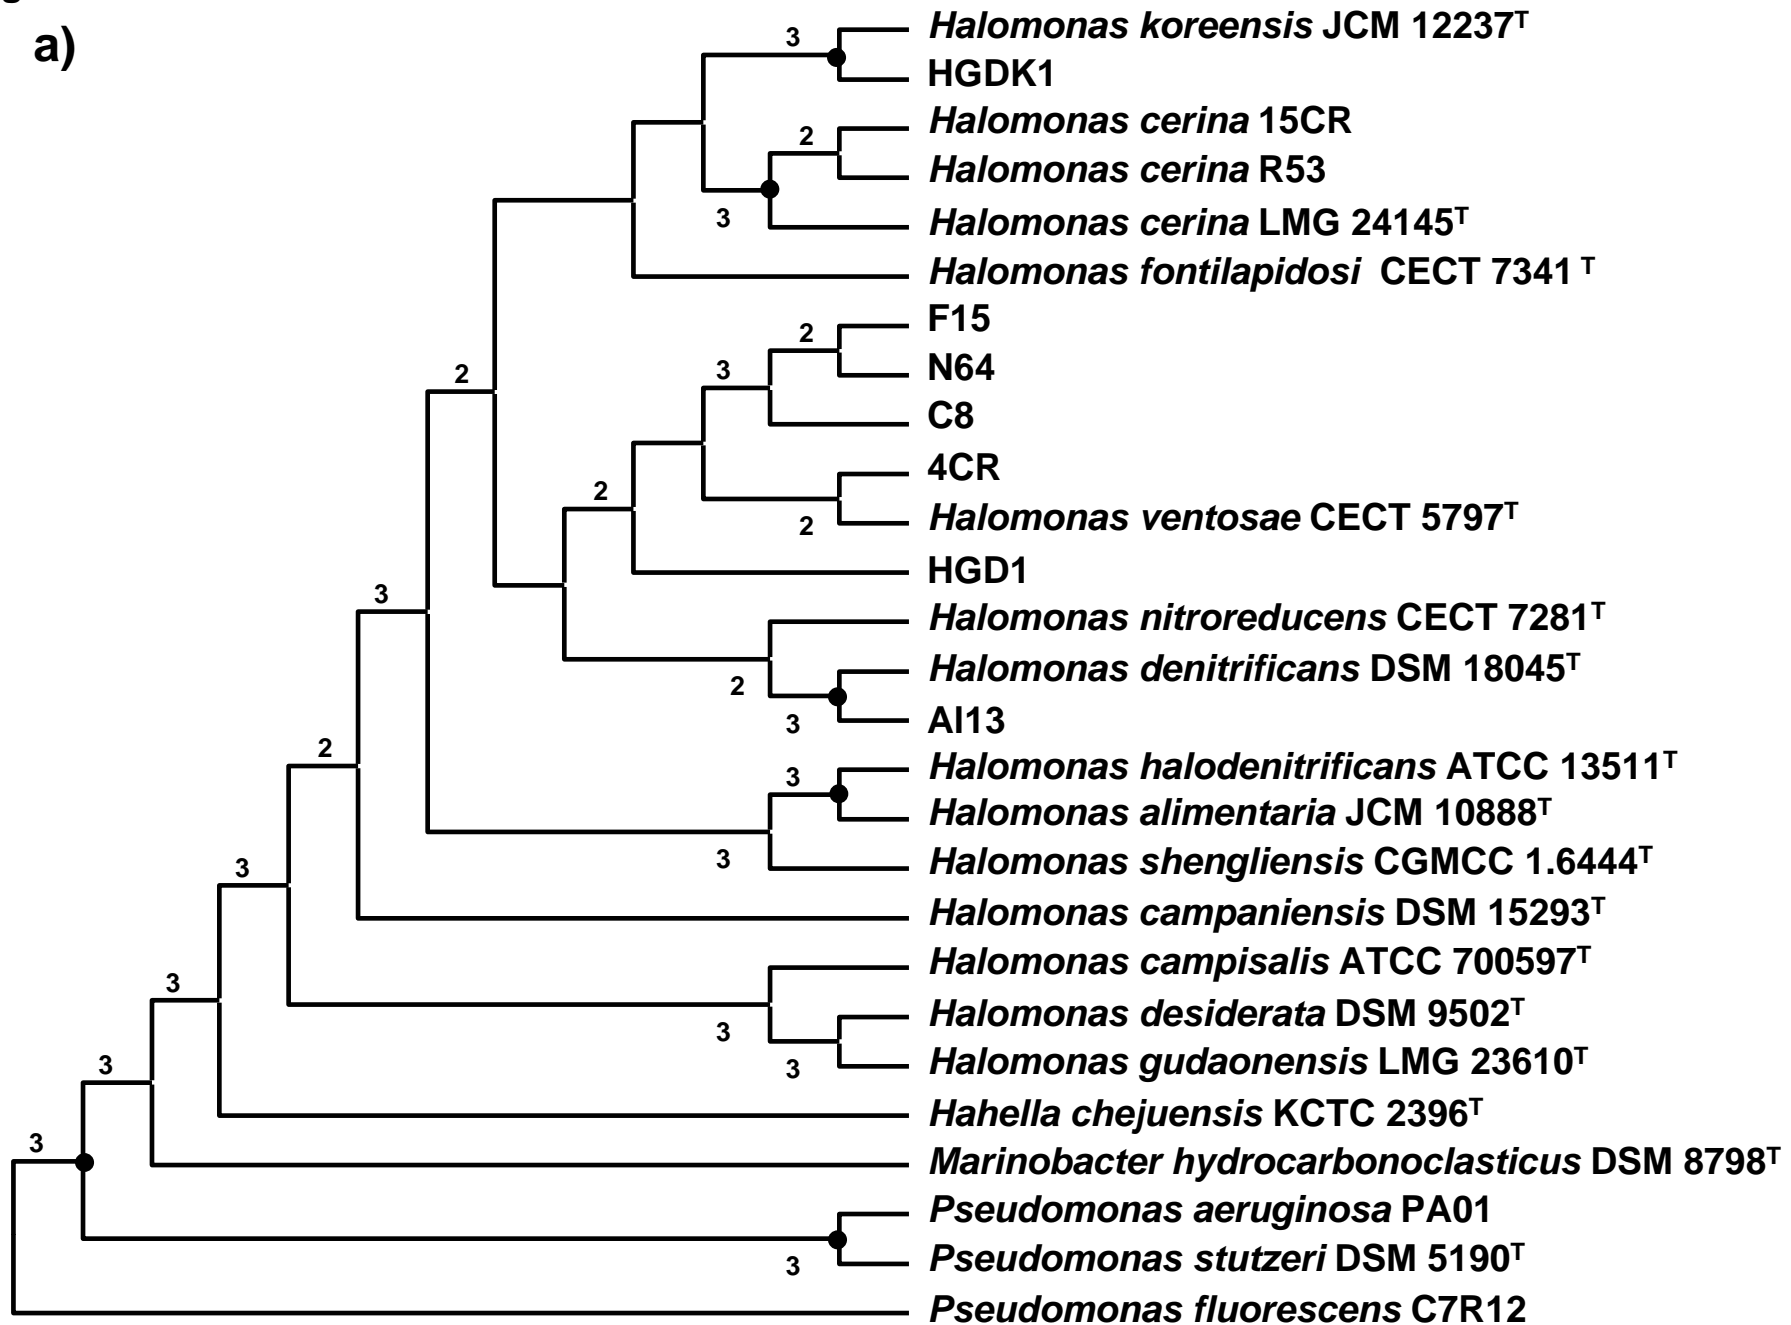 a)
3
Halomonas koreensis JCM 12237T
HGDK1
Halomonas cerina 15CR
2
Halomonas cerina R53
3
Halomonas cerina LMG 24145T
Halomonas fontilapidosi CECT 7341 T
F15
2
N64
3
2
C8
4CR
2
Halomonas ventosae CECT 5797T
2
HGD1
3
Halomonas nitroreducens CECT 7281T
Halomonas denitrificans DSM 18045T
2
AI13
3
2
Halomonas halodenitrificans ATCC 13511T
3
Halomonas alimentaria JCM 10888T
Halomonas shengliensis CGMCC 1.6444T
3
3
Halomonas campaniensis DSM 15293T
Halomonas campisalis ATCC 700597T
3
Halomonas desiderata DSM 9502T
3
Halomonas gudaonensis LMG 23610T
3
3
Hahella chejuensis KCTC 2396T
3
Marinobacter hydrocarbonoclasticus DSM 8798T
Pseudomonas aeruginosa PA01
Pseudomonas stutzeri DSM 5190T
3
Pseudomonas fluorescens C7R12